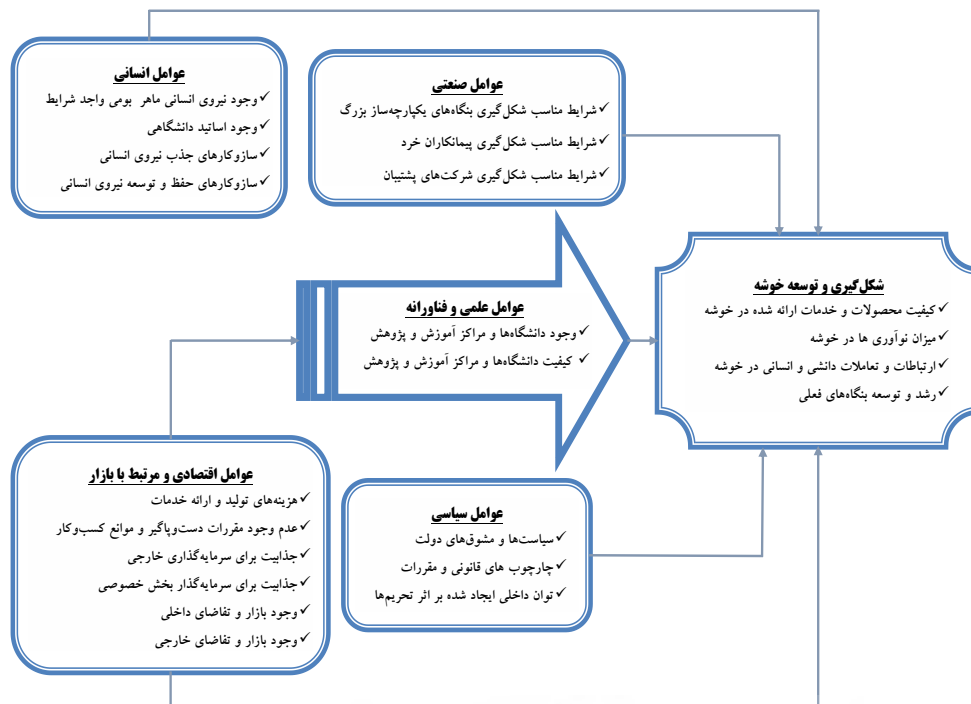 عوامل انسانی
✓وجود نیروی انسانی ماهر بومی واجد شرایط
✓وجود اساتید دانشگاهی
✓سازوکارهای جذب نیروی انسانی
✓سازوکارهای حفظ و توسعه نیروی انسانی
عوامل صنعتی
✓شرایط مناسب شکل‌گیری بنگاه‌های یکپارچه‌ساز بزرگ
✓شرایط مناسب شکل‌گیری پیمانکاران خرد
✓شرایط مناسب شکل‌گیری شرکت‌های پشتیبان
عوامل علمی و فناورانه
✓وجود دانشگاه‌ها و مراکز آموزش و پژوهش
✓کیفیت دانشگاه‌ها و مراکز آموزش و پژوهش
شکل‌گیری و توسعه خوشه
✓کیفیت محصولات و خدمات ارائه شده در خوشه
✓میزان نوآوری ها در خوشه
✓ارتباطات و تعاملات دانشی و انسانی در خوشه
✓رشد و توسعه بنگاه‌های فعلی
عوامل اقتصادی و مرتبط با بازار
✓هزینه‌های تولید و ارائه خدمات
✓عدم وجود مقررات دست‌وپاگیر و موانع کسب‌وکار
✓جذابیت برای سرمایه‌گذاری خارجی
✓جذابیت برای سرمایه‌گذار بخش خصوصی
✓وجود بازار و تقاضای داخلی
✓وجود بازار و تقاضای خارجی
عوامل سیاسی
✓سیاست‌ها و مشوق‌های دولت
✓چارچوب های قانونی و مقررات
✓توان داخلی ایجاد شده بر اثر تحریم‌ها